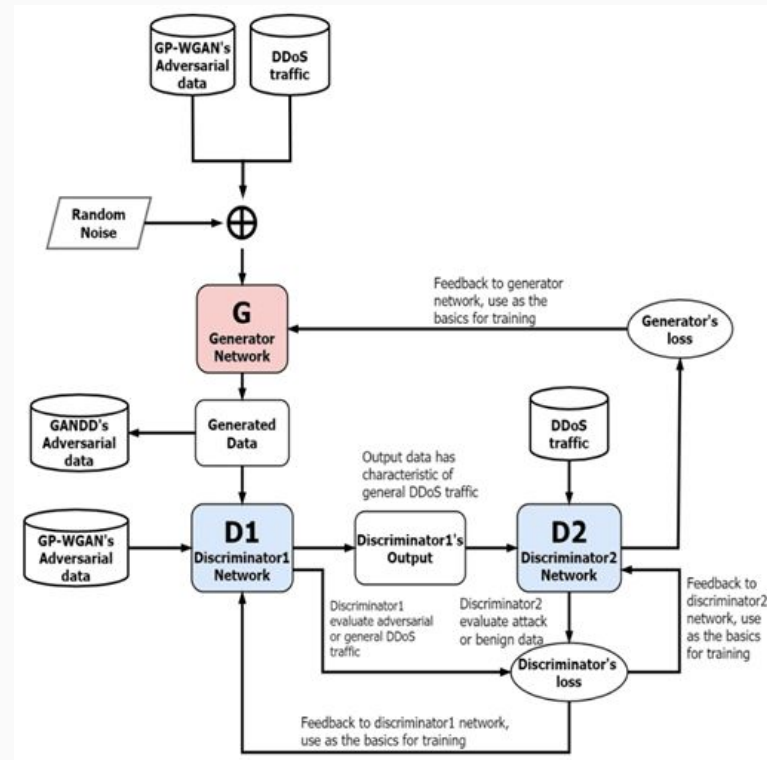 GP-WGAN's
Adversarial
data
DDoS
traffic
Random
Noise
G
Generator
Network
Feedback to generator
network, use as the
basics for training
Generator's
loss
GANDD's
Adversarial
data
Generated
Data
DDoS
traffic
Output data has
characteristic of
general DDoS traffic
GP-WGAN's
Adversarial
data
D1
Discriminator1
Network
Discriminator1's
Output
D2
Discriminator2
Network
Discriminator1
evaluate adversarial
or general DDoS
traffic
Discriminator2
evaluate attack
or benign data
Feedback to
discriminator2
network, use
as the basics
for training
Discriminator's
loss
Feedback to discriminator1 network,
use as the basics for training